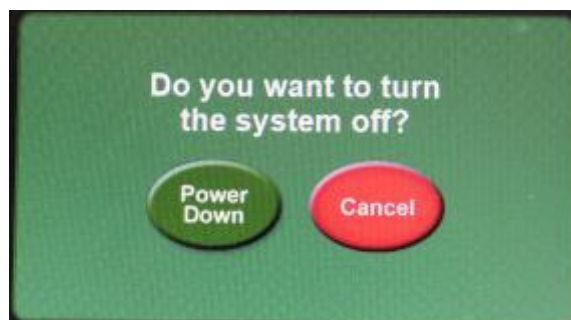 Do you want to turn
the system off?
Power
Down
Cancel